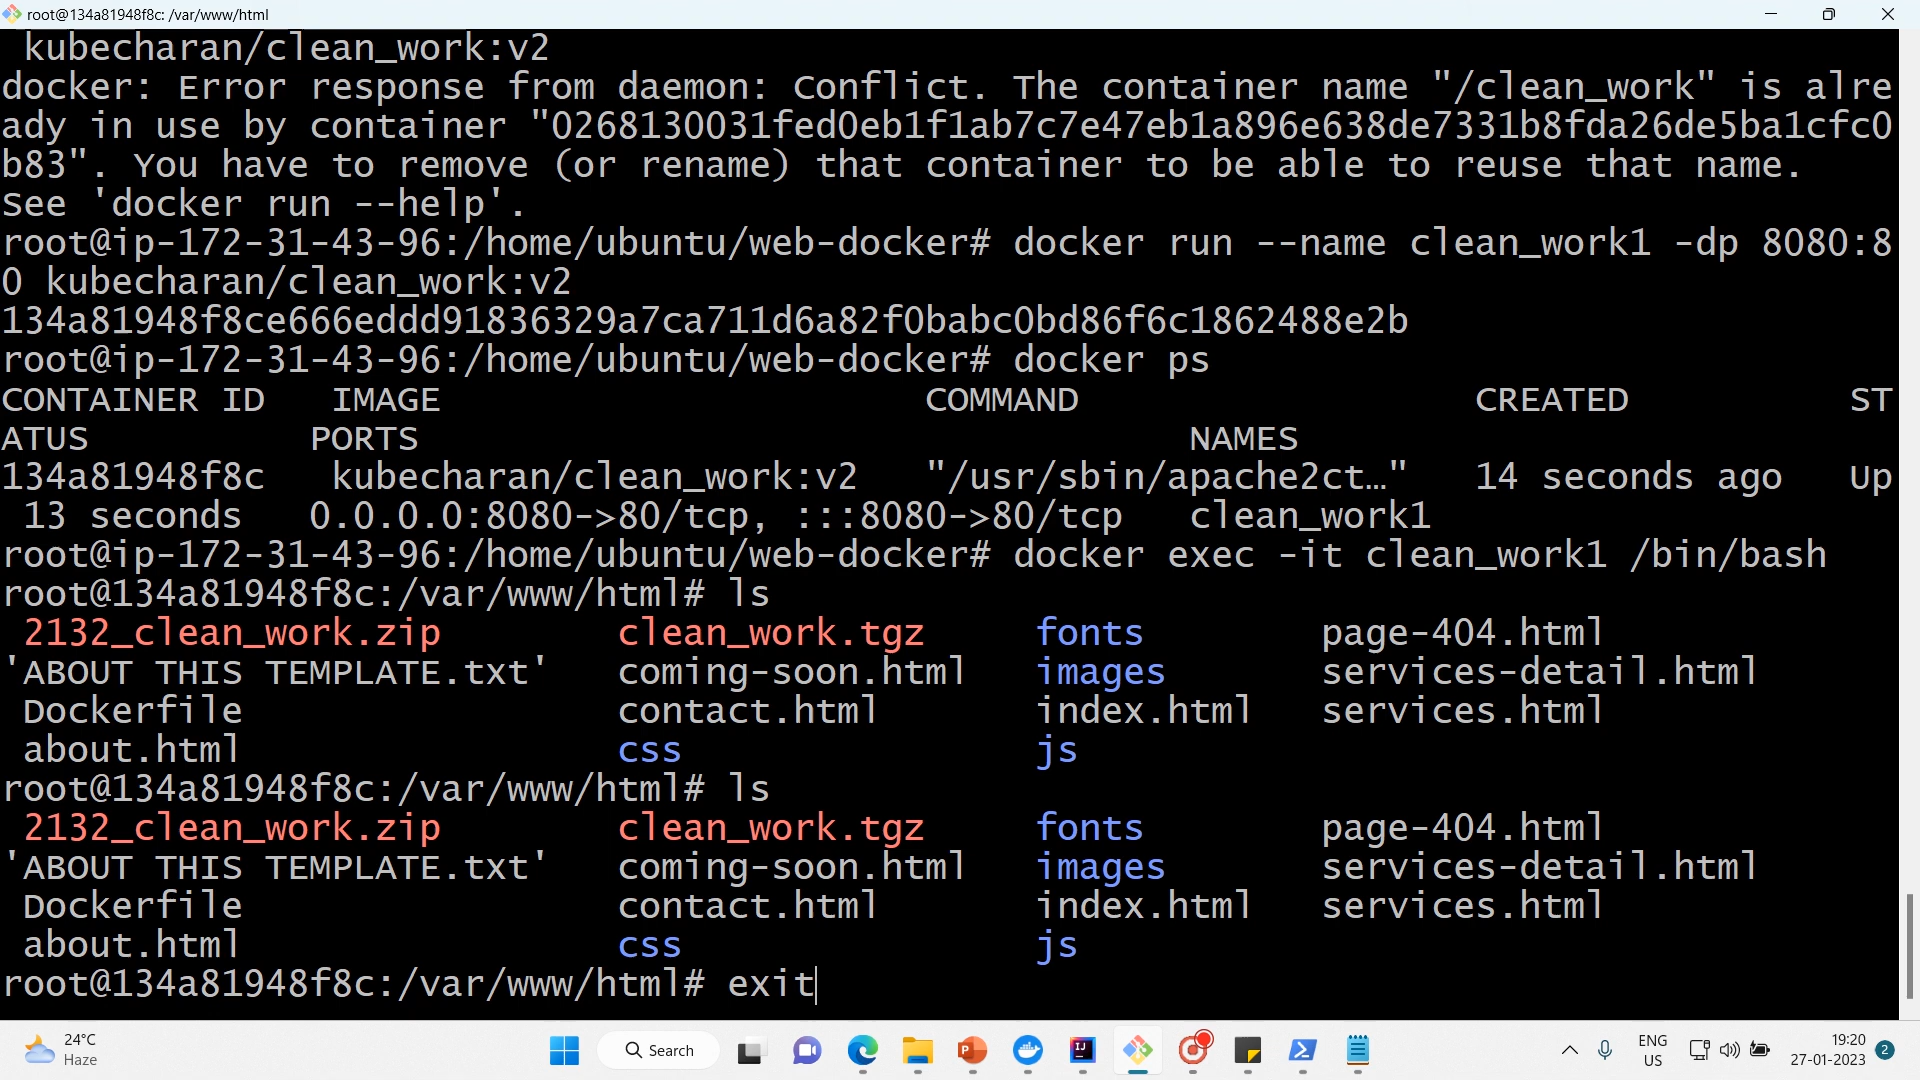 root@134a81948f8c: /var/www/html
kubecharan/clean_work:v2
docker: Error response from daemon: Conflict. The container name "/clean_work" is alre
ady in use by container "0268130031fed0eb1f1ab7c7e47eb1a896e638de7331b8fda26de5ba1cfc0
b83". You have to remove (or rename) that container to be able to reuse that name.
See 'docker run --help'.
root@ip-172-31-43-96:/home/ubuntu/web-docker# docker run --name clean_work1 -dp 8080:8
0 kubecharan/clean_work:v2
134a81948f8ce666eddd91836329a7ca711d6a82f0babc0bd86f6c1862488e2b
root@ip-172-31-43-96:/home/ubuntu/web-docker# docker ps
CONTAINER ID   IMAGE                      COMMAND                  CREATED          ST
ATUS          PORTS                                   NAMES
134a81948f8c   kubecharan/clean_work:v2   "/usr/sbin/apache2ct…"   14 seconds ago   Up
 13 seconds   0.0.0.0:8080->80/tcp, :::8080->80/tcp   clean_work1
root@ip-172-31-43-96:/home/ubuntu/web-docker# docker exec -it clean_work1 /bin/bash
root@134a81948f8c:/var/www/html# ls
 2132_clean_work.zip        clean_work.tgz     fonts        page-404.html
'ABOUT THIS TEMPLATE.txt'   coming-soon.html   images       services-detail.html
 Dockerfile                 contact.html       index.html   services.html
 about.html                 css                js
root@134a81948f8c:/var/www/html# ls
 2132_clean_work.zip        clean_work.tgz     fonts        page-404.html
'ABOUT THIS TEMPLATE.txt'   coming-soon.html   images       services-detail.html
 Dockerfile                 contact.html       index.html   services.html
 about.html                 css                js
root@134a81948f8c:/var/www/html# exit
24°C
Haze
Search
ENG
US
19:20
27-01-2023
2